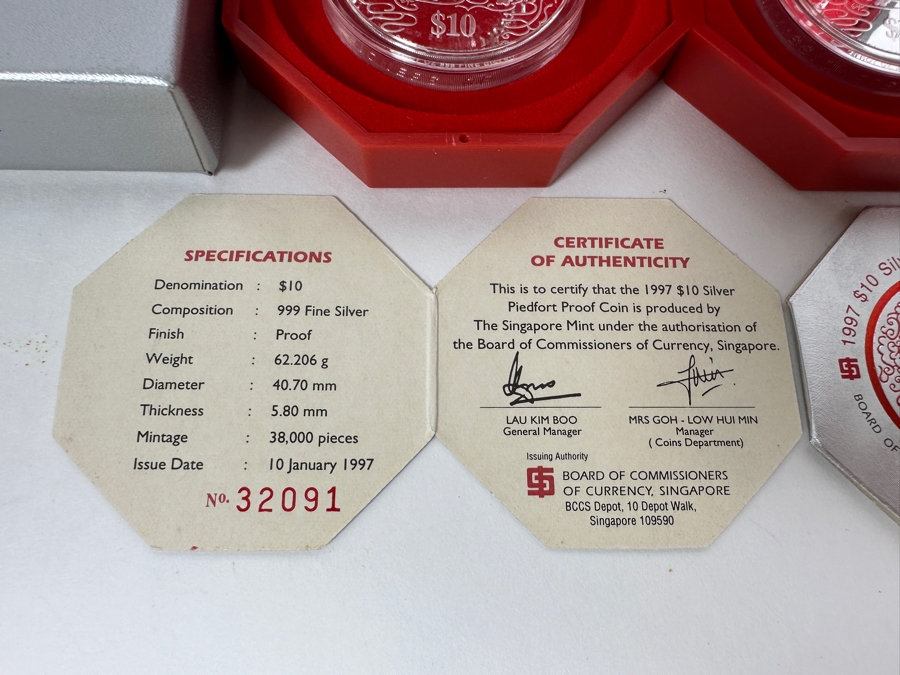 $10
SPECIFICATIONS
Denomination : $10
Composition : 999 Fine Silver
Finish : Proof
Weight : 62.206 g
Diameter : 40.70 mm
Thickness : 5.80 mm
Mintage : 38,000 pieces
Issue Date : 10 January 1997
No. 32091
CERTIFICATE
OF AUTHENTICITY
This is to certify that the 1997 $10 Silver
Piedfort Proof Coin is produced by
The Singapore Mint under the authorisation of
the Board of Commissioners of Currency, Singapore.
LAU KIM BOO
General Manager
MRS GOH - LOW HUI MIN
Manager
( Coins Department)
Issuing Authority
BOARD OF COMMISSIONERS
OF CURRENCY, SINGAPORE
BCCS Depot, 10 Depot Walk,
Singapore 109590
1997 $10 Sil
BOARD OF